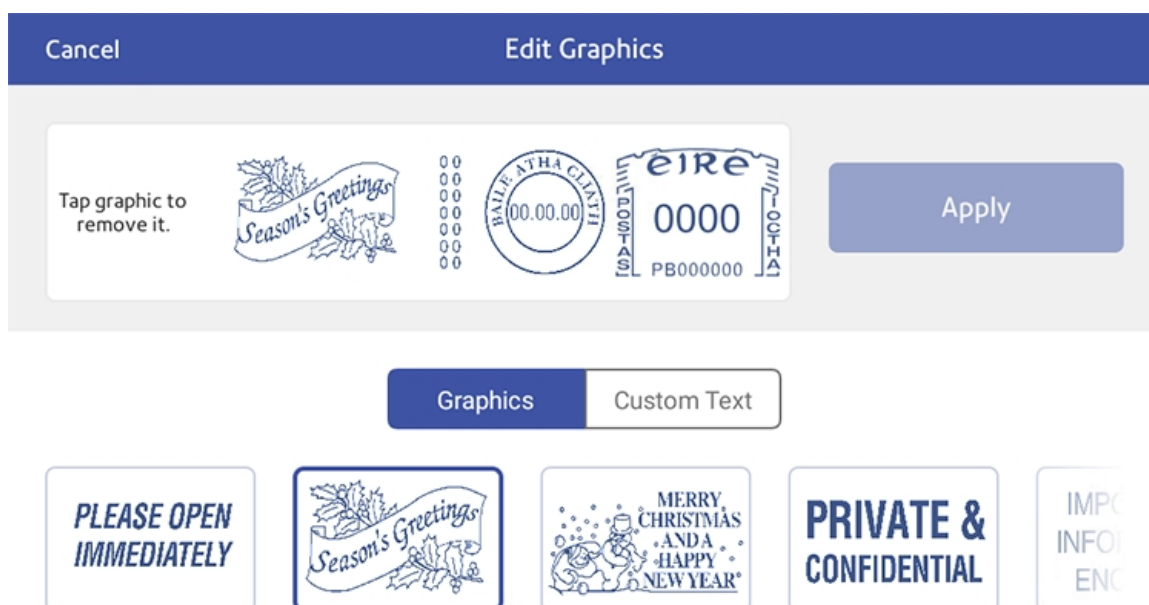 Cancel
Edit Graphics
Tap graphic to
remove it.
Season's Greetings
00
00
00
00
00
00
00
BAILE ATHA CLIATH
00.00.00
éIRe
POSTAS
0000
ÍOCTHA
PB000000
Apply
Graphics
Custom Text
PLEASE OPEN
IMMEDIATELY
Season's Greetings
MERRY
CHRISTMAS
AND A
HAPPY
NEW YEAR
PRIVATE &
CONFIDENTIAL